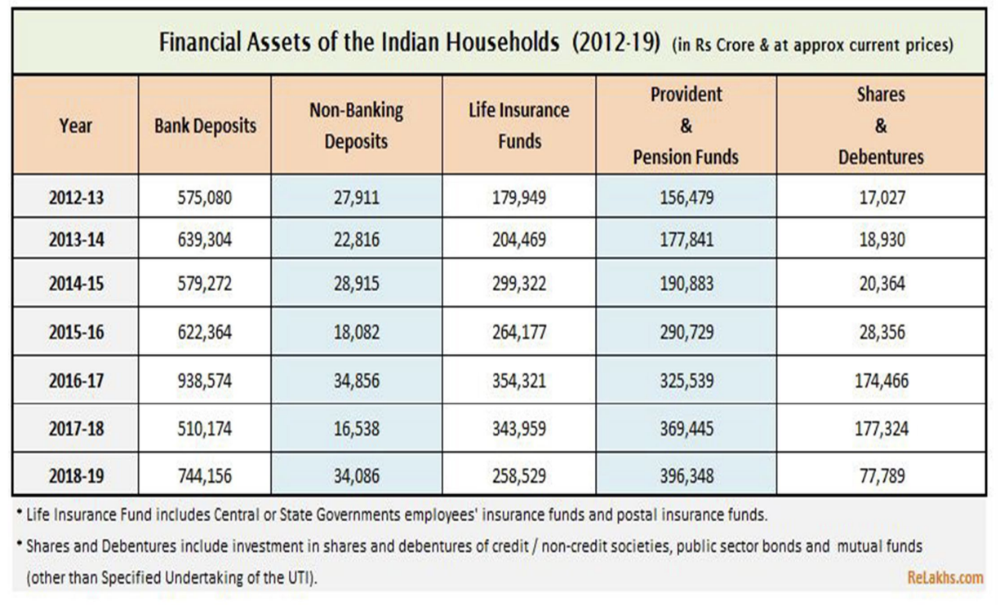 Financial Assets of the Indian Households (2012-19) (in Rs Crore & at approx current prices)
Year Bank Deposits Non-Banking Deposits Life Insurance Funds Provident & Pension Funds Shares & Debentures
2012-13 575,080 27,911 179,949 156,479 17,027
2013-14 639,304 22,816 204,469 177,841 18,930
2014-15 579,272 28,915 299,322 190,883 20,364
2015-16 622,364 18,082 264,177 290,729 28,356
2016-17 938,574 34,856 354,321 325,539 174,466
2017-18 510,174 16,538 343,959 369,445 177,324
2018-19 744,156 34,086 258,529 396,348 77,789
* Life Insurance Fund includes Central or State Governments employees' insurance funds and postal insurance funds.
* Shares and Debentures include investment in shares and debentures of credit / non-credit societies, public sector bonds and mutual funds
(other than Specified Undertaking of the UTI).
ReLakhs.com